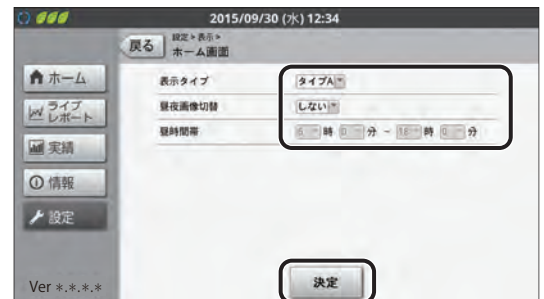 2015/09/30 (水) 12:34
戻る
設定>表示>
ホーム画面
ホーム
ライブ
レポート
実績
情報
設定
表示タイプ タイプA
昼夜画像切替 しない
昼時間帯 6 時 0 分 ~ 18 時 0 分
決定
Ver *.*.*.*